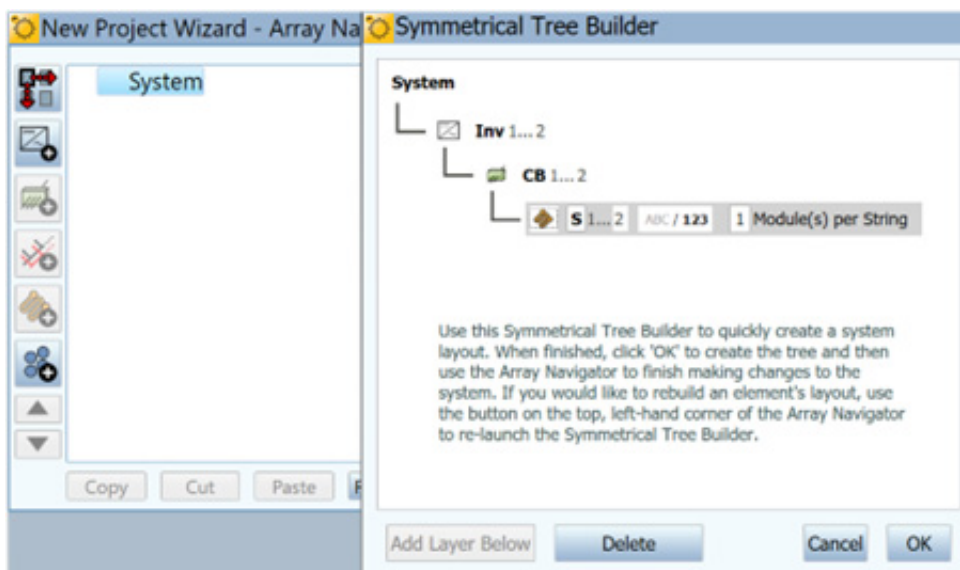 New Project Wizard - Array Na
System
Copy
Cut
Paste
Symmetrical Tree Builder
System
Inv 1... 2
CB 1... 2
S 1... 2 ABC / 123 1 Module(s) per String
Use this Symmetrical Tree Builder to quickly create a system
layout. When finished, click 'OK' to create the tree and then
use the Array Navigator to finish making changes to the
system. If you would like to rebuild an element's layout, use
the button on the top, left-hand corner of the Array Navigator
to re-launch the Symmetrical Tree Builder.
Add Layer Below
Delete
Cancel
OK